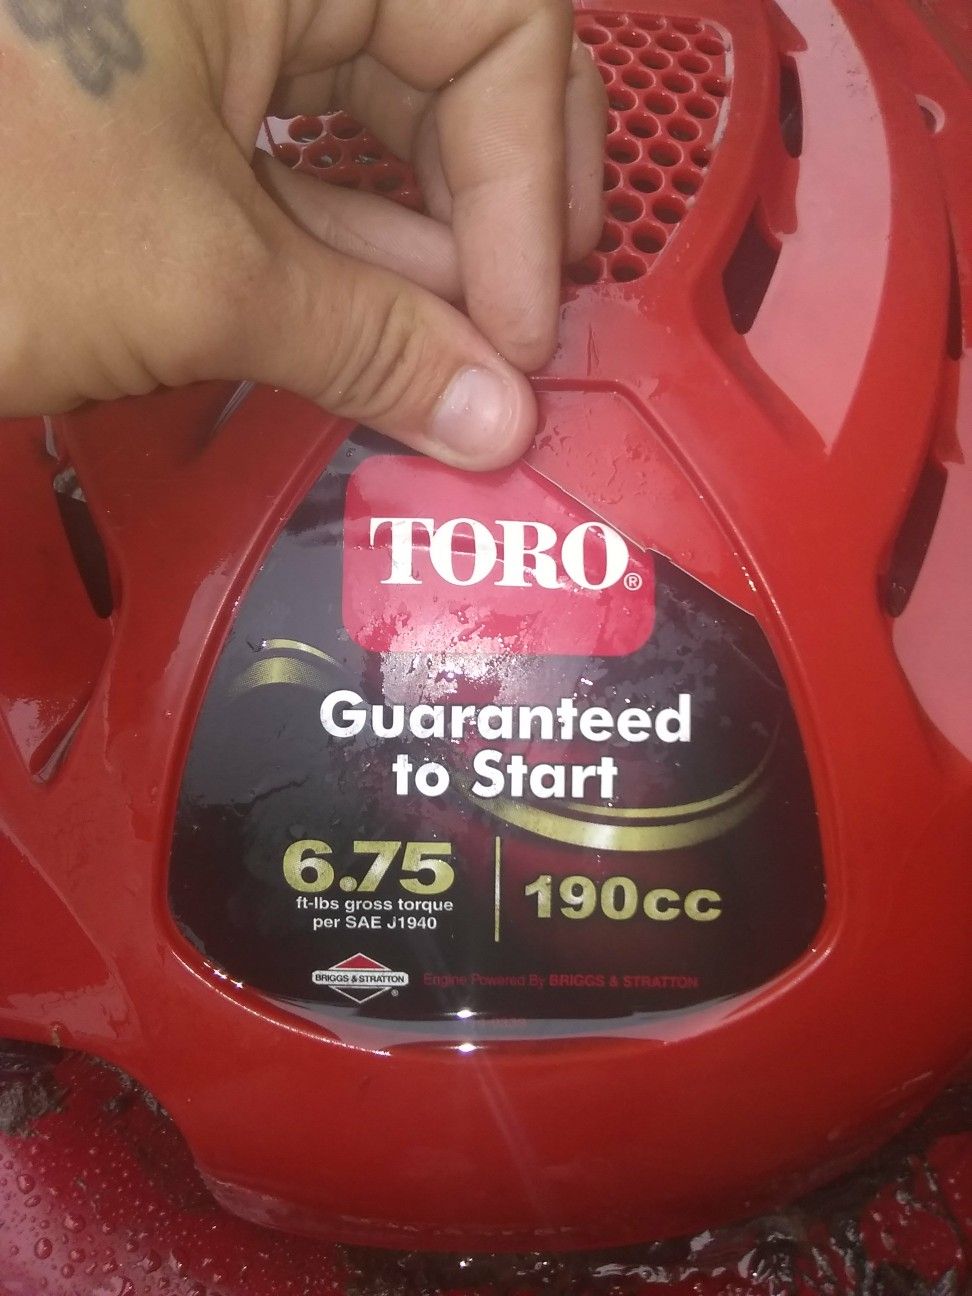 TORO®
Guaranteed
to Start
6.75
ft-lbs gross torque
per SAE J1940
190cc
BRIGGS & STRATTON®
Engine Powered By BRIGGS & STRATTON